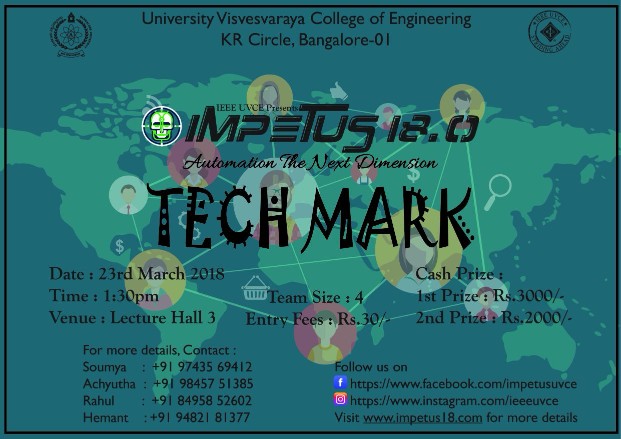 University Visvesvaraya College of Engineering
KR Circle, Bangalore-01
IEEE UVCE Presents
IMPETUS 18.0
Automation The Next Dimension
TECH MARK
Date : 23rd March 2018
Time : 1:30pm
Venue : Lecture Hall 3
Team Size : 4
Entry Fees : Rs.30/-
Cash Prize :
1st Prize : Rs.3000/-
2nd Prize : Rs.2000/-
For more details, Contact :
Soumya : +91 97435 69412
Achyutha : +91 98457 51385
Rahul : +91 84958 52602
Hemant : +91 94821 81377
Follow us on
https://www.facebook.com/impetusuvce
https://www.instagram.com/ieeeuvce
Visit www.impetus18.com for more details